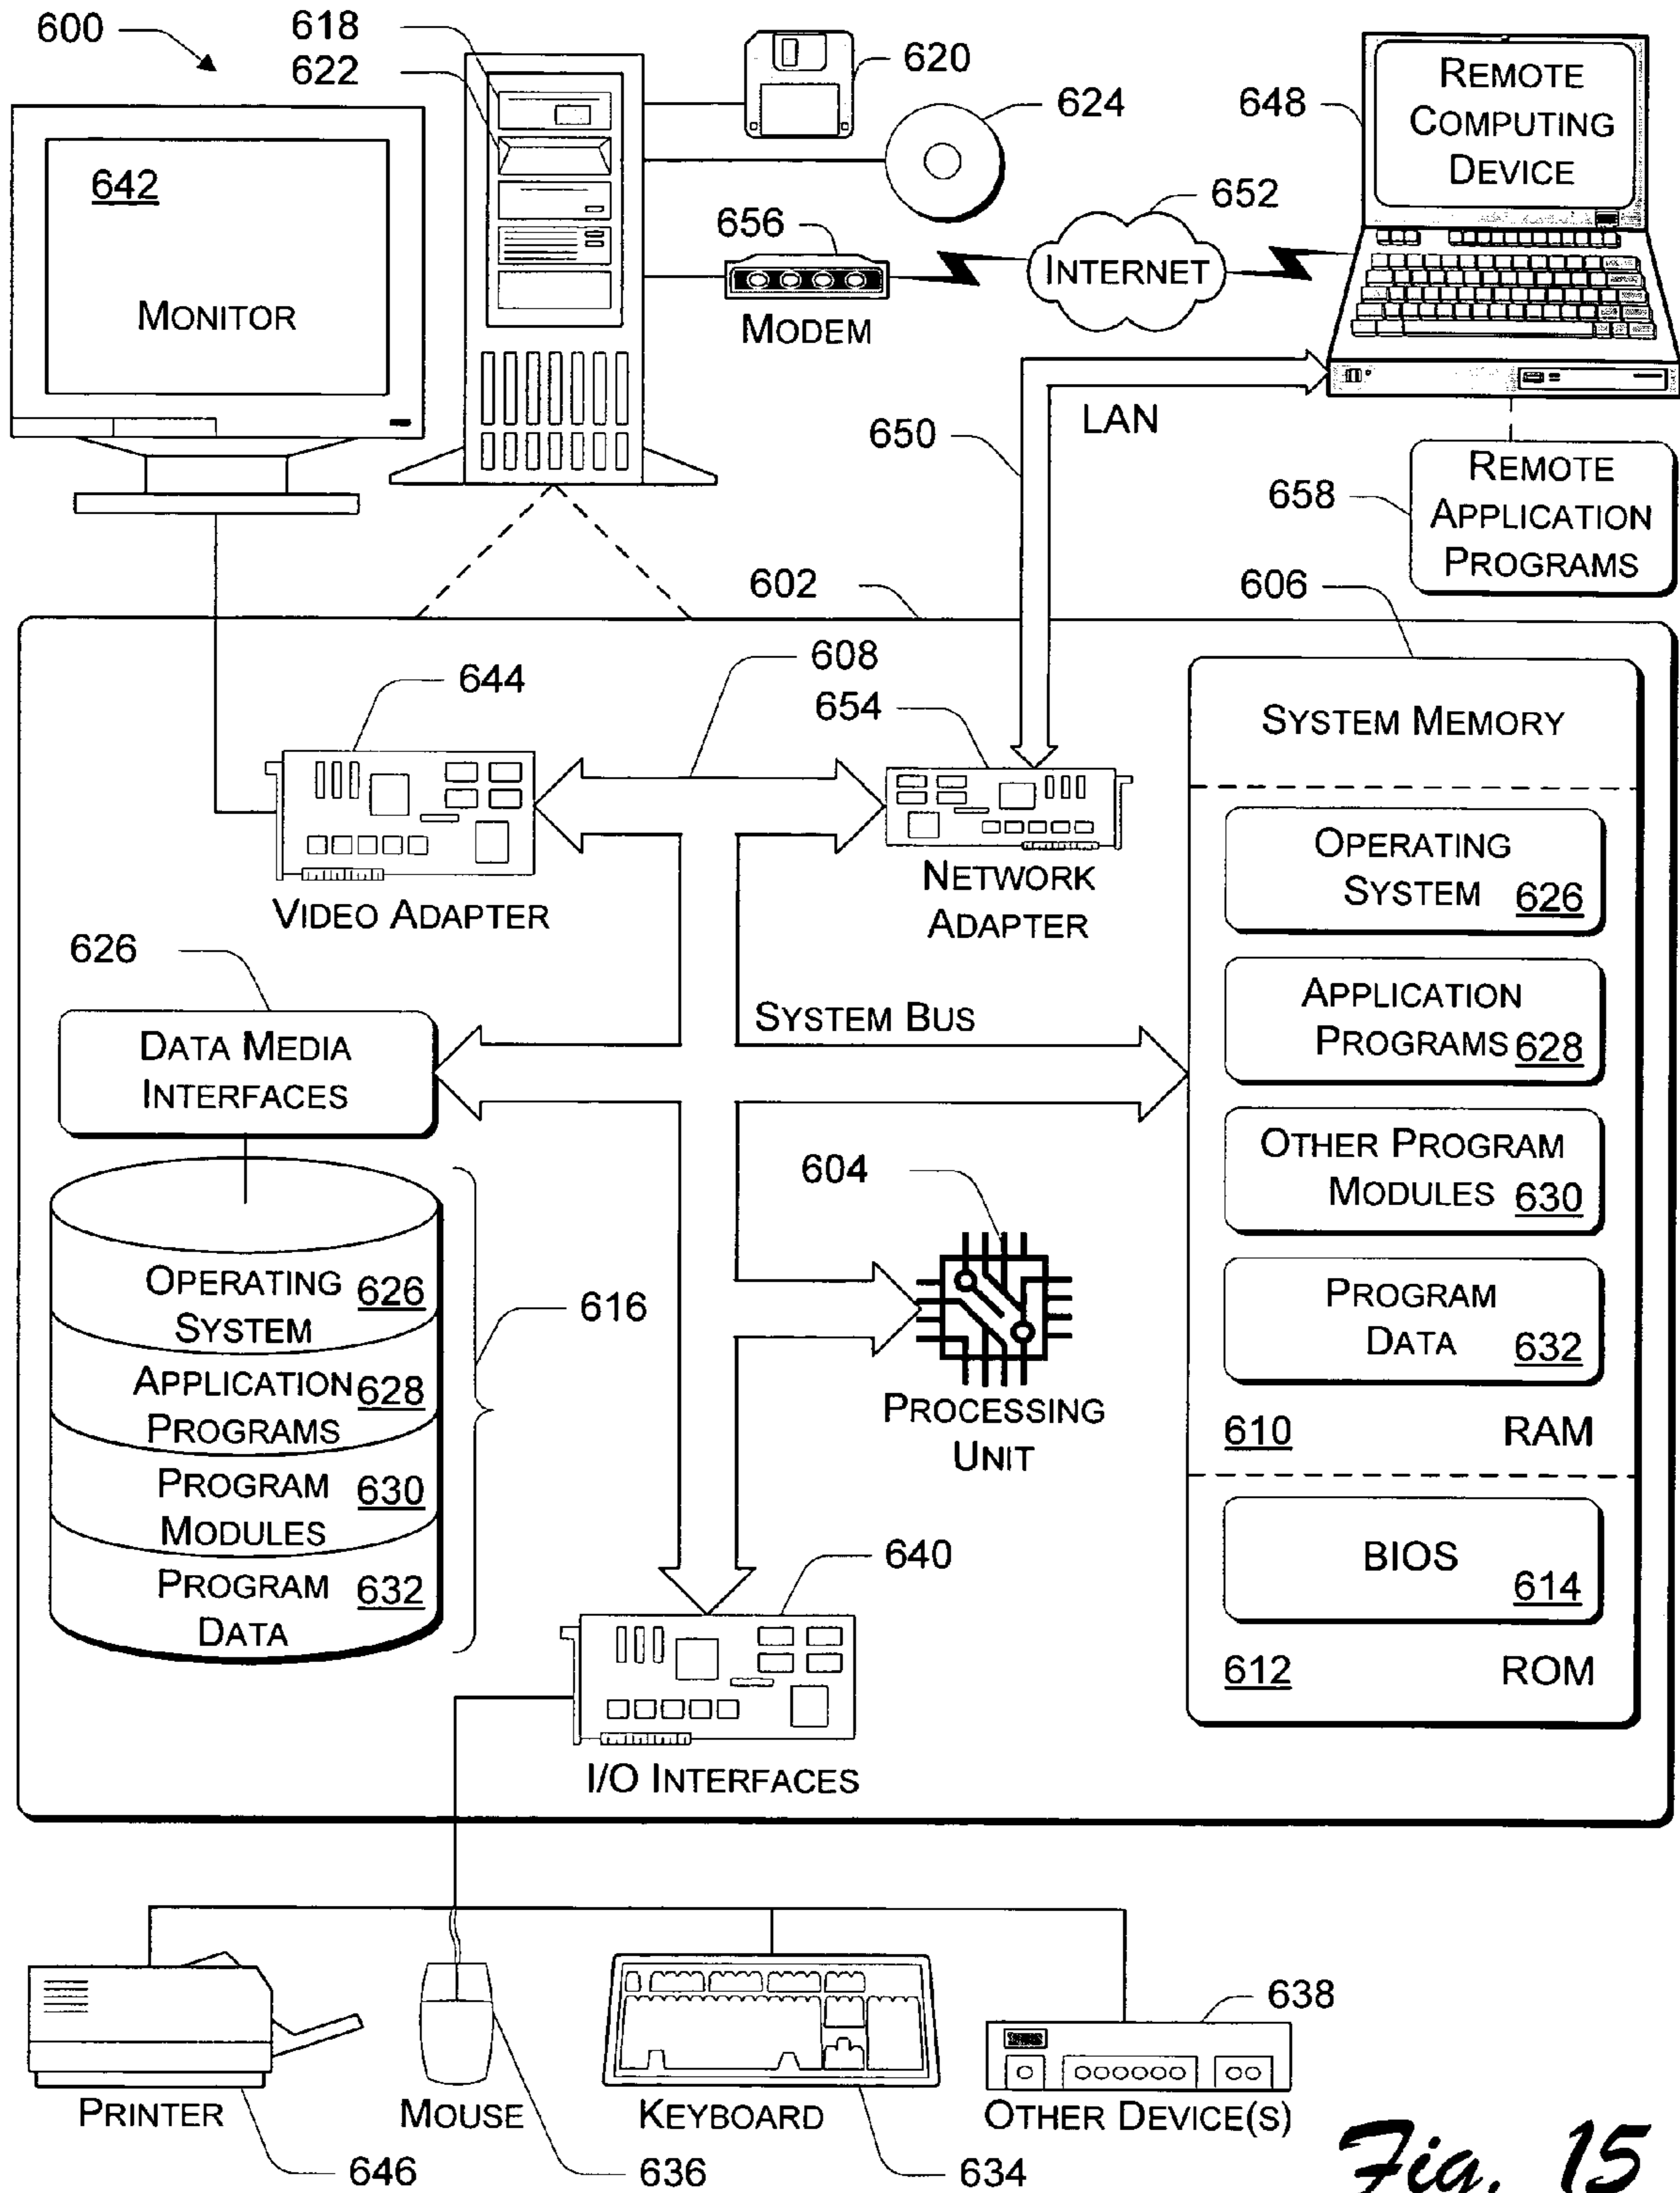 600
618
622
620
624
648
REMOTE
COMPUTING
DEVICE
642
MONITOR
656
MODEM
652
INTERNET
650
LAN
658
REMOTE
APPLICATION
PROGRAMS
602
606
608
644
654
VIDEO ADAPTER
NETWORK
ADAPTER
SYSTEM MEMORY
OPERATING
SYSTEM 626
APPLICATION
PROGRAMS 628
OTHER PROGRAM
MODULES 630
PROGRAM
DATA 632
610 RAM
BIOS
614
612 ROM
626
DATA MEDIA
INTERFACES
SYSTEM BUS
604
PROCESSING
UNIT
OPERATING 626
SYSTEM
APPLICATION 628
PROGRAMS
PROGRAM 630
MODULES
PROGRAM 632
DATA
616
640
I/O INTERFACES
638
PRINTER
MOUSE
KEYBOARD
OTHER DEVICE(S)
646
636
634
Fig. 15